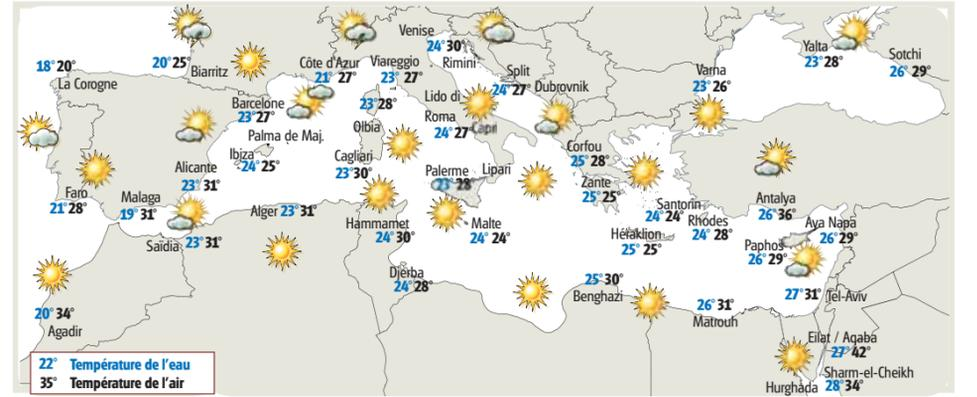 Venise
24° 30°
Rimini
Yalta
23° 28°
Sotchi
26° 29°
18° 20°
La Corogne
20° 25°
Biarritz
Côte d'Azur
21° 27°
Viareggio
23° 27°
Split
24° 27°
Dubrovnik
Varna
23° 26°
Barcelone
23° 27°
23° 28°
Olbia
Lido di
Roma
24° 27°
Capri
Palma de Maj.
Ibiza
24° 25°
Cagliari
23° 30°
Corfou
25° 28°
Alicante
23° 31°
Palerme
23° 28°
Lipari
Zante
25° 25°
Faro
21° 28°
Malaga
19° 31°
Alger 23° 31°
Santorin
24° 24°
Rhodes
24° 28°
Antalya
26° 36°
Saïdia 23° 31°
Hammamet
24° 30°
Malte
24° 24°
Héraklion
25° 25°
Paphos
26° 29°
Aya Napa
26° 29°
Djerba
24° 28°
25° 30°
Benghazi
26° 31°
Matrouh
27° 31°
Tel-Aviv
20° 34°
Agadir
Eilat / Aqaba
27° 42°
Sharm-el-Cheikh
28° 34°
Hurghada
22° Température de l'eau
35° Température de l'air